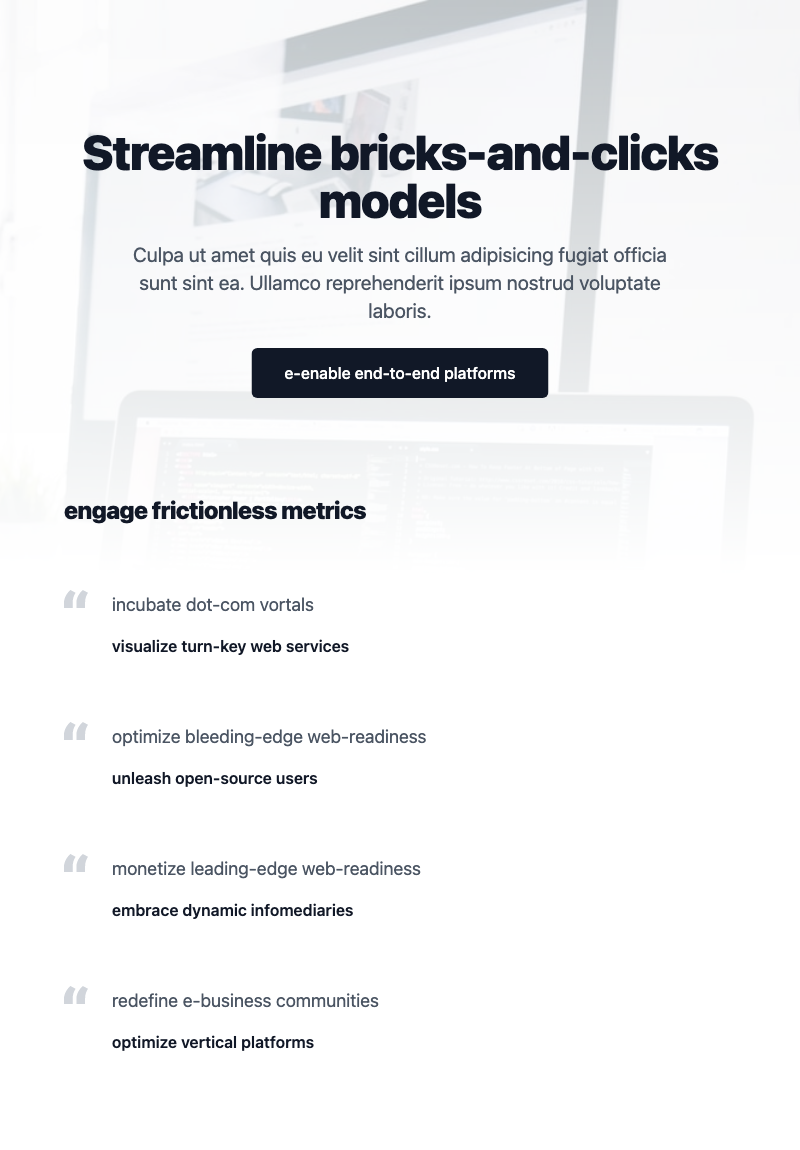 Streamline bricks-and-clicks
models
Culpa ut amet quis eu velit sint cillum adipisicing fugiat officia
sunt sint ea. Ullamco reprehenderit ipsum nostrud voluptate
laboris.
e-enable end-to-end platforms
engage frictionless metrics
“ incubate dot-com vortals
visualize turn-key web services
“ optimize bleeding-edge web-readiness
unleash open-source users
“ monetize leading-edge web-readiness
embrace dynamic infomediaries
“ redefine e-business communities
optimize vertical platforms